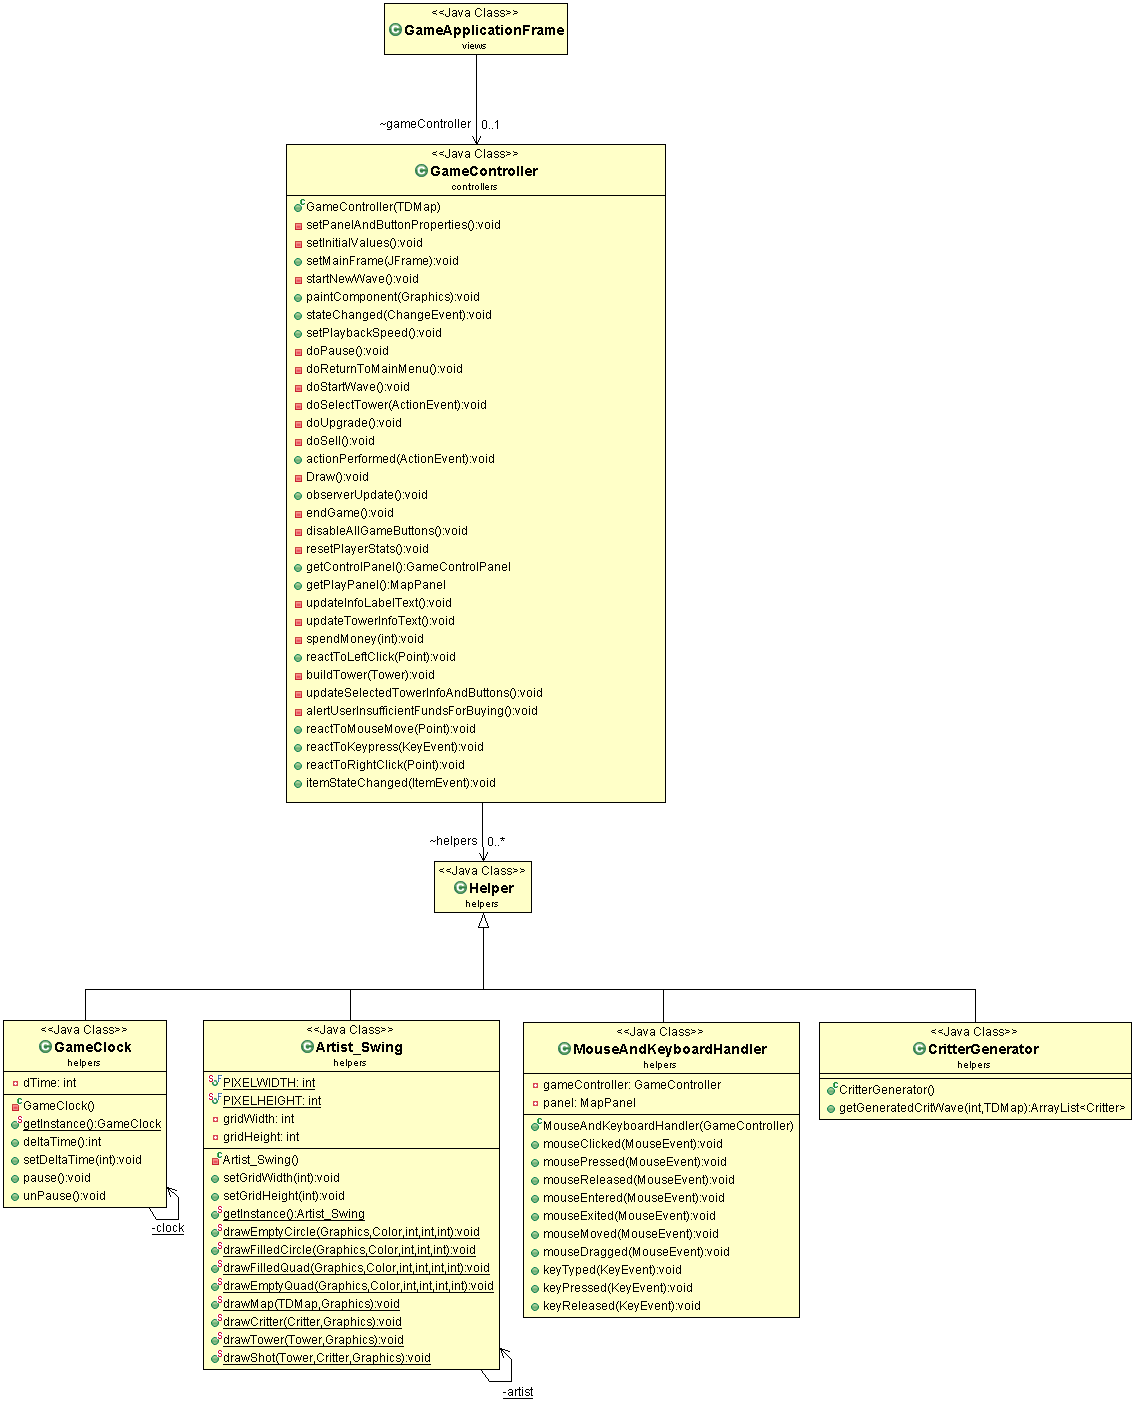 <<Java Class>>
GameApplicationFrame
views
~gameController 0..1
<<Java Class>>
GameController
controllers
GameController(TDMap)
setPanelAndButtonProperties():void
setInitialValues():void
setMainFrame(JFrame):void
startNewWave():void
paintComponent(Graphics):void
stateChanged(ChangeEvent):void
setPlaybackSpeed():void
doPause():void
doReturnToMainMenu():void
doStartWave():void
doSelectTower(ActionEvent):void
doUpgrade():void
doSell():void
actionPerformed(ActionEvent):void
Draw():void
observerUpdate():void
endGame():void
disableAllGameButtons():void
resetPlayerStats():void
getControlPanel():GameControlPanel
getPlayPanel():MapPanel
updateInfoLabelText():void
updateTowerInfoText():void
spendMoney(int):void
reactToLeftClick(Point):void
buildTower(Tower):void
updateSelectedTowerInfoAndButtons():void
alertUserInsufficientFundsForBuying():void
reactToMouseMove(Point):void
reactToKeypress(KeyEvent):void
reactToRightClick(Point):void
itemStateChanged(ItemEvent):void
~helpers 0..*
<<Java Class>>
Helper
helpers
<<Java Class>>
GameClock
helpers
dTime: int
GameClock()
getInstance():GameClock
deltaTime():int
setDeltaTime(int):void
pause():void
unPause():void
-clock
<<Java Class>>
Artist_Swing
helpers
PIXELWIDTH: int
PIXELHEIGHT: int
gridWidth: int
gridHeight: int
Artist_Swing()
setGridWidth(int):void
setGridHeight(int):void
getInstance():Artist_Swing
drawEmptyCircle(Graphics,Color,int,int,int):void
drawFilledCircle(Graphics,Color,int,int,int):void
drawFilledQuad(Graphics,Color,int,int,int,int):void
drawEmptyQuad(Graphics,Color,int,int,int,int):void
drawMap(TDMap,Graphics):void
drawCritter(Critter,Graphics):void
drawTower(Tower,Graphics):void
drawShot(Tower,Critter,Graphics):void
-artist
<<Java Class>>
MouseAndKeyboardHandler
helpers
gameController: GameController
panel: MapPanel
MouseAndKeyboardHandler(GameController)
mouseClicked(MouseEvent):void
mousePressed(MouseEvent):void
mouseReleased(MouseEvent):void
mouseEntered(MouseEvent):void
mouseExited(MouseEvent):void
mouseMoved(MouseEvent):void
mouseDragged(MouseEvent):void
keyTyped(KeyEvent):void
keyPressed(KeyEvent):void
keyReleased(KeyEvent):void
<<Java Class>>
CritterGenerator
helpers
CritterGenerator()
getGeneratedCritWave(int,TDMap):ArrayList<Critter>